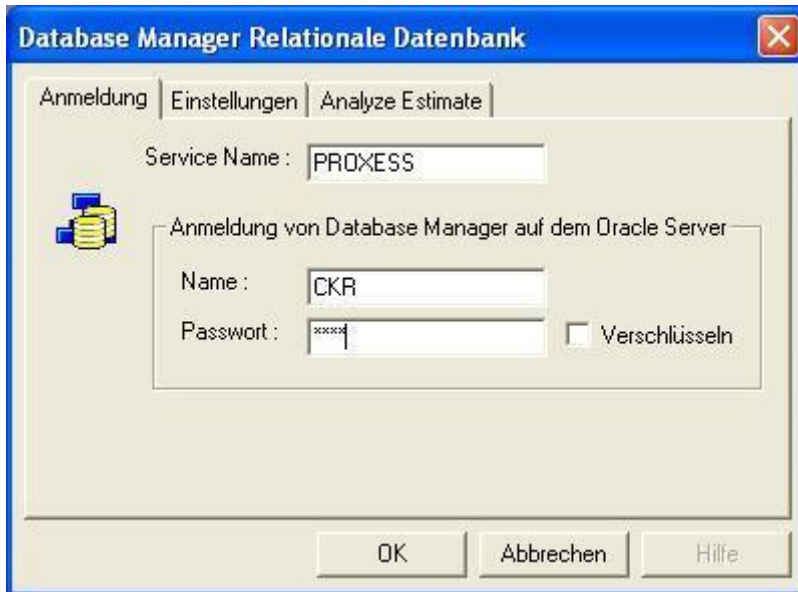 Database Manager Relationale Datenbank
Anmeldung Einstellungen Analyze Estimate
Service Name : PROXESS
Anmeldung von Database Manager auf dem Oracle Server
Name : CKR
Passwort : **** Verschlüsseln
OK Abbrechen Hilfe